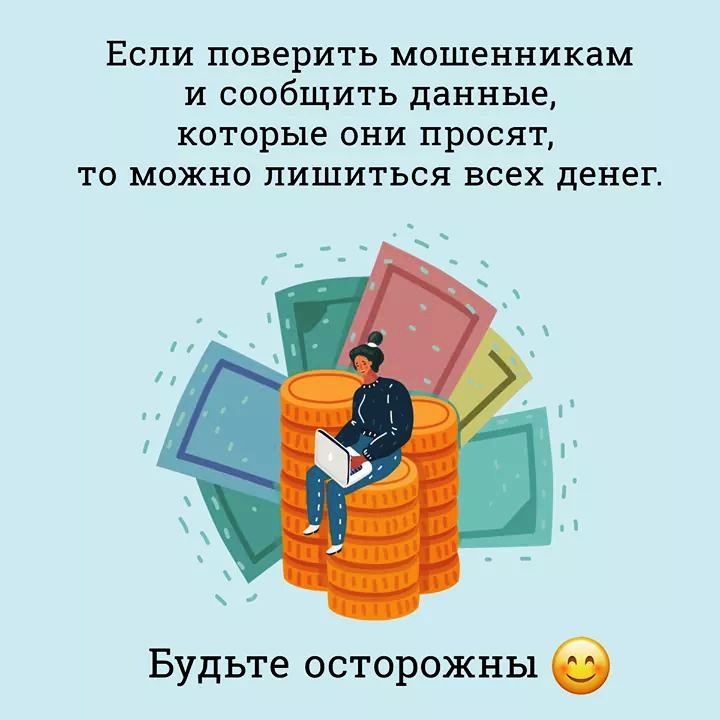 Если поверить мошенникам
и сообщить данные,
которые они просят,
то можно лишиться всех денег.
Будьте осторожны 😊